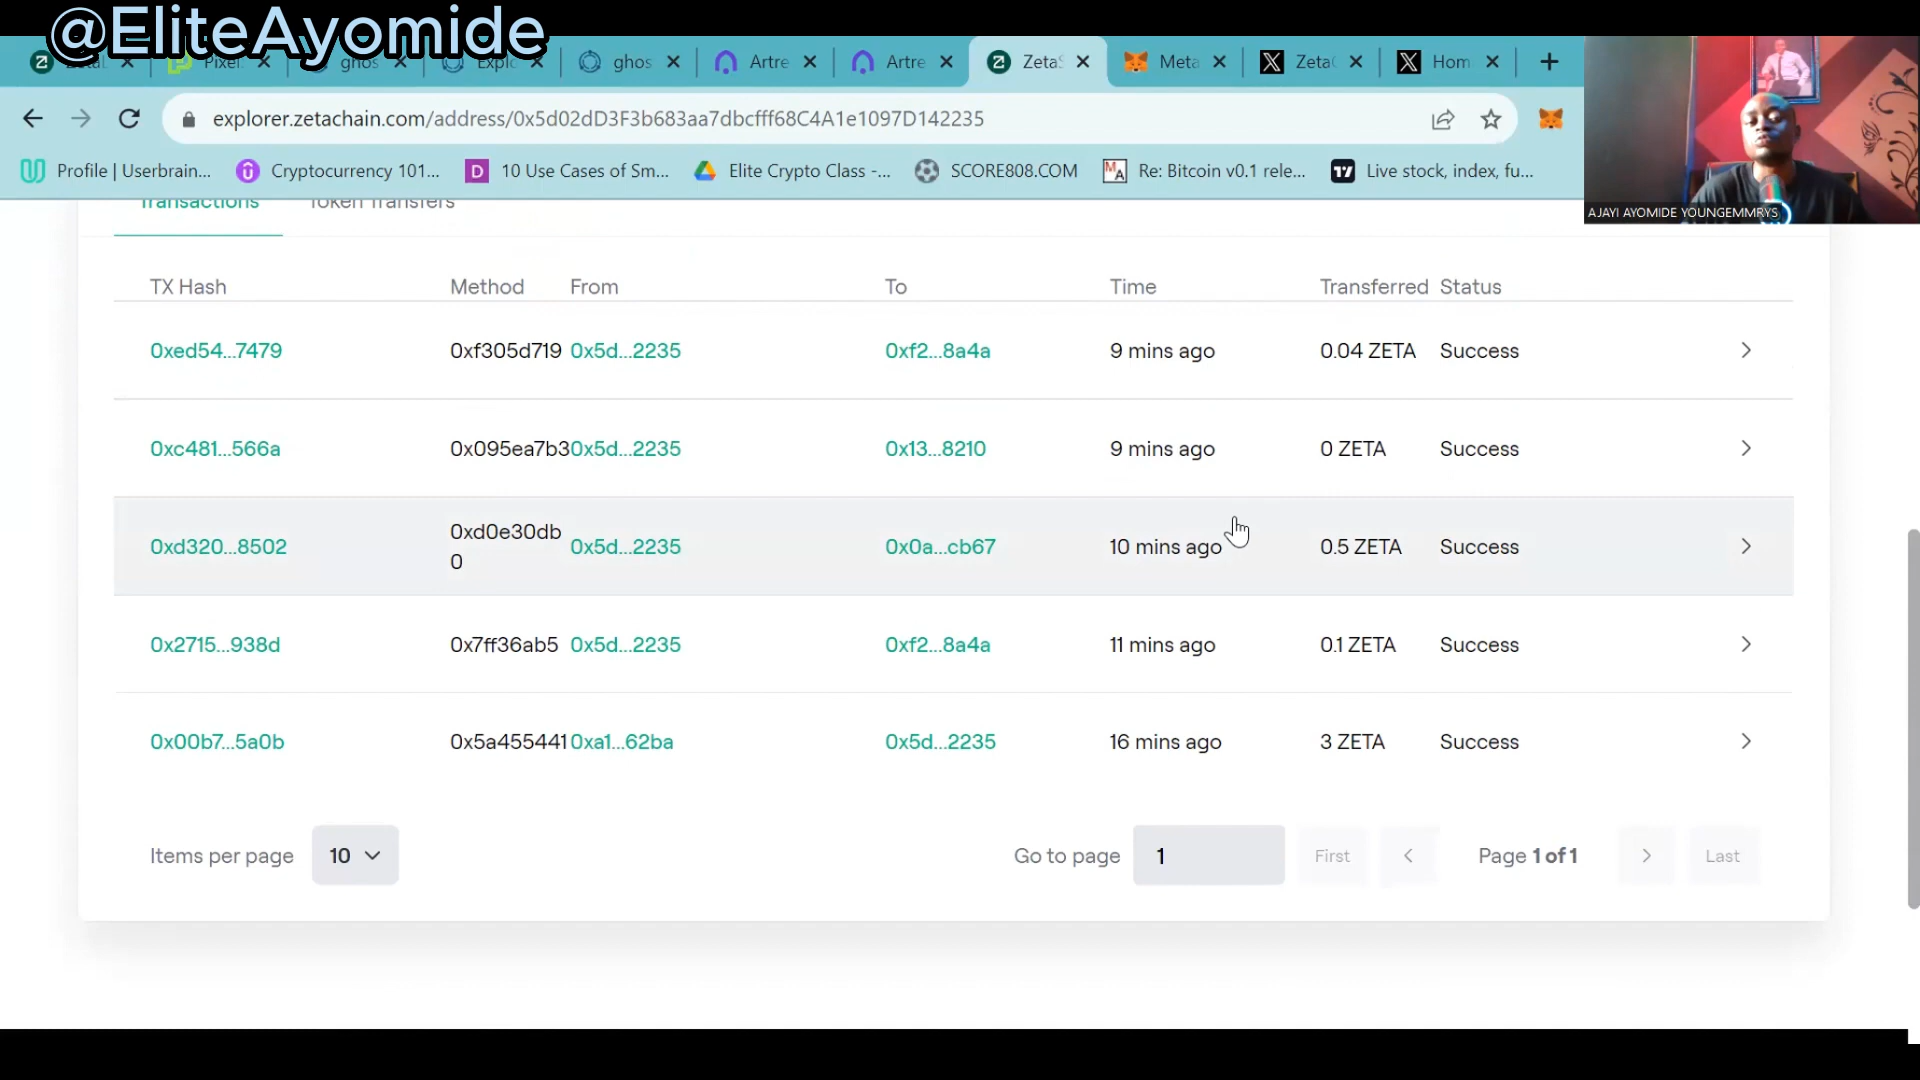 @EliteAyomide
Pixel
ghos
Explo
ghos
Artre
Artre
ZetaS
Meta
ZetaC
Hom
explorer.zetachain.com/address/0x5d02dD3F3b683aa7dbcfff68C4A1e1097D142235
Profile | Userbrain...
Cryptocurrency 101...
10 Use Cases of Sm...
Elite Crypto Class -...
SCORE808.COM
Re: Bitcoin v0.1 rele...
Live stock, index, fu...
AJAYI AYOMIDE YOUNGEMMRYS
Transactions Token Transfers
TX Hash Method From To Time Transferred Status
0xed54...7479 0xf305d719 0x5d...2235 0xf2...8a4a 9 mins ago 0.04 ZETA Success
0xc481...566a 0x095ea7b3 0x5d...2235 0x13...8210 9 mins ago 0 ZETA Success
0xd320...8502 0xd0e30db
0 0x5d...2235 0x0a...cb67 10 mins ago 0.5 ZETA Success
0x2715...938d 0x7ff36ab5 0x5d...2235 0xf2...8a4a 11 mins ago 0.1 ZETA Success
0x00b7...5a0b 0x5a455441 0xa1...62ba 0x5d...2235 16 mins ago 3 ZETA Success
Items per page 10 Go to page 1 First Page 1 of 1 Last